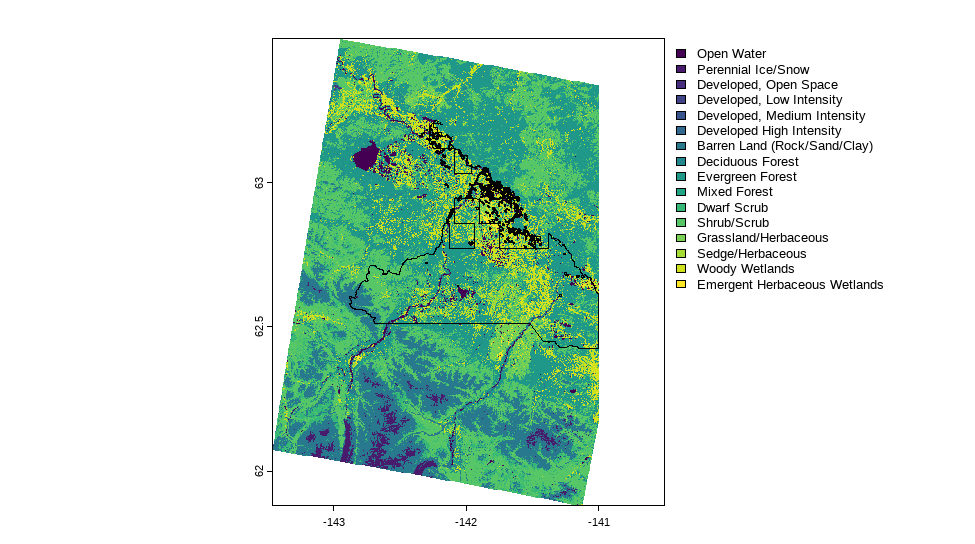 Open Water
Perennial Ice/Snow
Developed, Open Space
Developed, Low Intensity
Developed, Medium Intensity
Developed High Intensity
Barren Land (Rock/Sand/Clay)
Deciduous Forest
Evergreen Forest
Mixed Forest
Dwarf Scrub
Shrub/Scrub
Grassland/Herbaceous
Sedge/Herbaceous
Woody Wetlands
Emergent Herbaceous Wetlands
63
62.5
62
-143 -142 -141